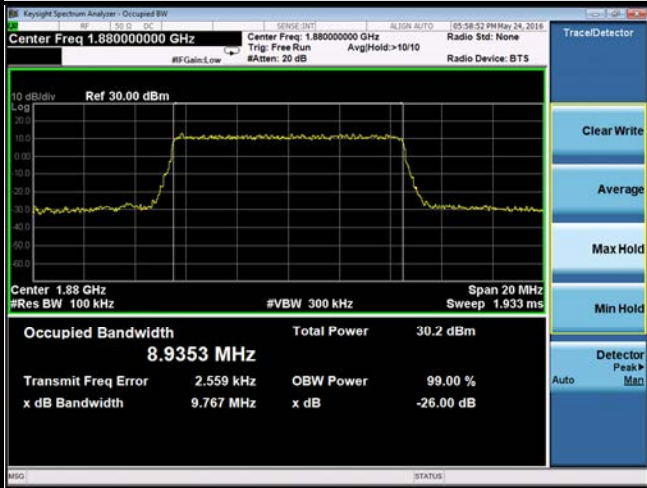 Keysight Spectrum Analyzer - Occupied BW
RF 50 Ω DC SENSE:INT ALIGN AUTO 05:58:52 PM May 24, 2016
Center Freq 1.880000000 GHz Center Freq: 1.880000000 GHz Radio Std: None
Trig: Free Run Avg|Hold:>10/10
#IFGain:Low #Atten: 20 dB Radio Device: BTS
Trace/Detector
10 dB/div Ref 30.00 dBm
Log
20.0
10.0
0.00
-10.0
-20.0
-30.0
-40.0
-50.0
-60.0
Center 1.88 GHz Span 20 MHz
#Res BW 100 kHz #VBW 300 kHz Sweep 1.933 ms
Occupied Bandwidth Total Power 30.2 dBm
8.9353 MHz
Transmit Freq Error 2.559 kHz OBW Power 99.00 %
x dB Bandwidth 9.767 MHz x dB -26.00 dB
Clear Write
Average
Max Hold
Min Hold
Detector
Peak▶
Auto Man
MSG STATUS